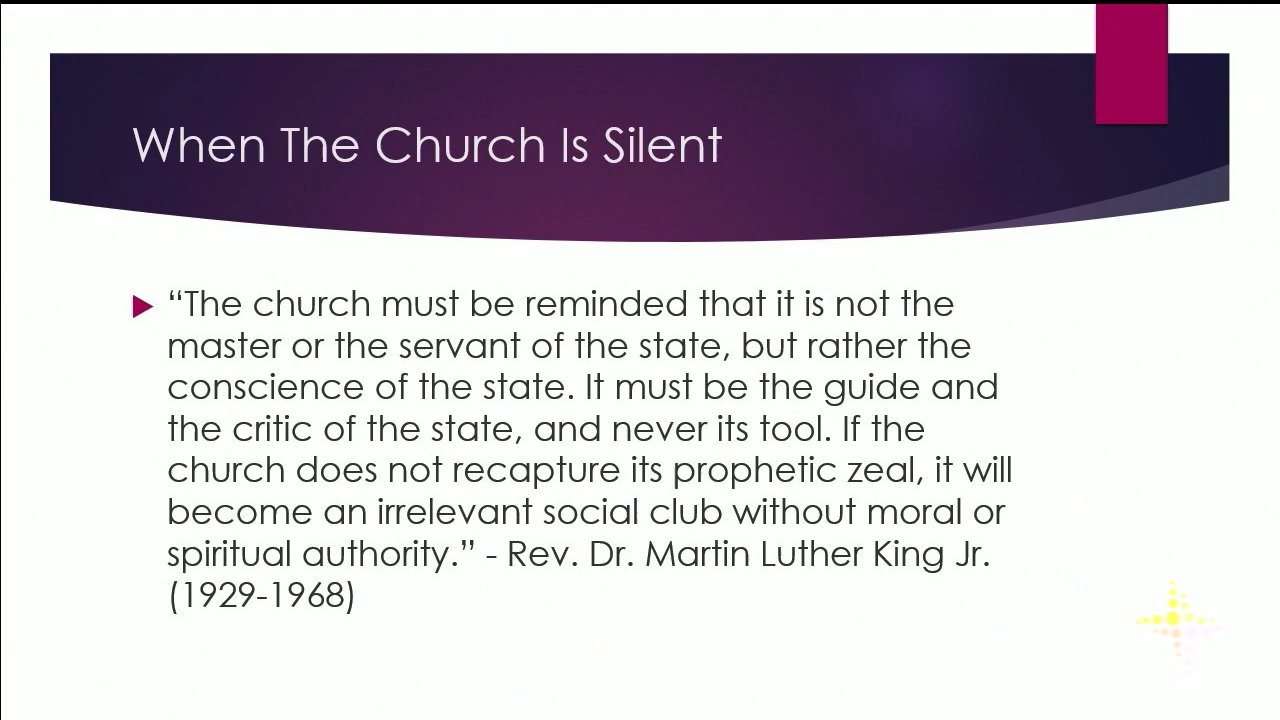 When The Church Is Silent
“The church must be reminded that it is not the
master or the servant of the state, but rather the
conscience of the state. It must be the guide and
the critic of the state, and never its tool. If the
church does not recapture its prophetic zeal, it will
become an irrelevant social club without moral or
spiritual authority.” - Rev. Dr. Martin Luther King Jr.
(1929-1968)